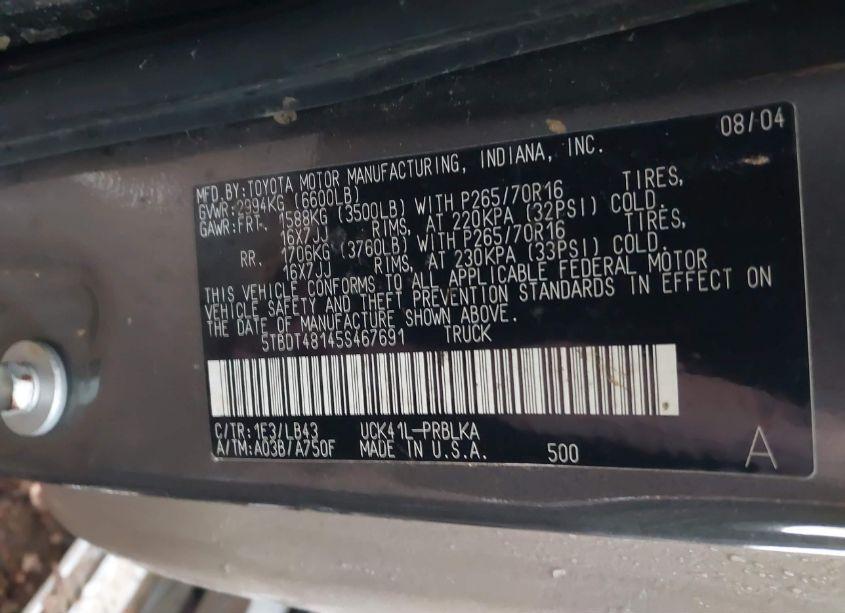 08/04
MFD.BY:TOYOTA MOTOR MANUFACTURING, INDIANA, INC.
GVWR:2994KG (6600LB)
GAWR:FRT. 1588KG (3500LB) WITH P265/70R16 TIRES,
16X7JJ RIMS, AT 220KPA (32PSI) COLD.
RR. 1706KG (3760LB) WITH P265/70R16 TIRES,
16X7JJ RIMS, AT 230KPA (33PSI) COLD.
THIS VEHICLE CONFORMS TO ALL APPLICABLE FEDERAL MOTOR
VEHICLE SAFETY AND THEFT PREVENTION STANDARDS IN EFFECT ON
THE DATE OF MANUFACTURE SHOWN ABOVE.
5TBDT48145S467691 TRUCK
C/TR:1E3/LB43 UCK41L-PRBLKA
A/TM:A03B/A750F MADE IN U.S.A. 500 A